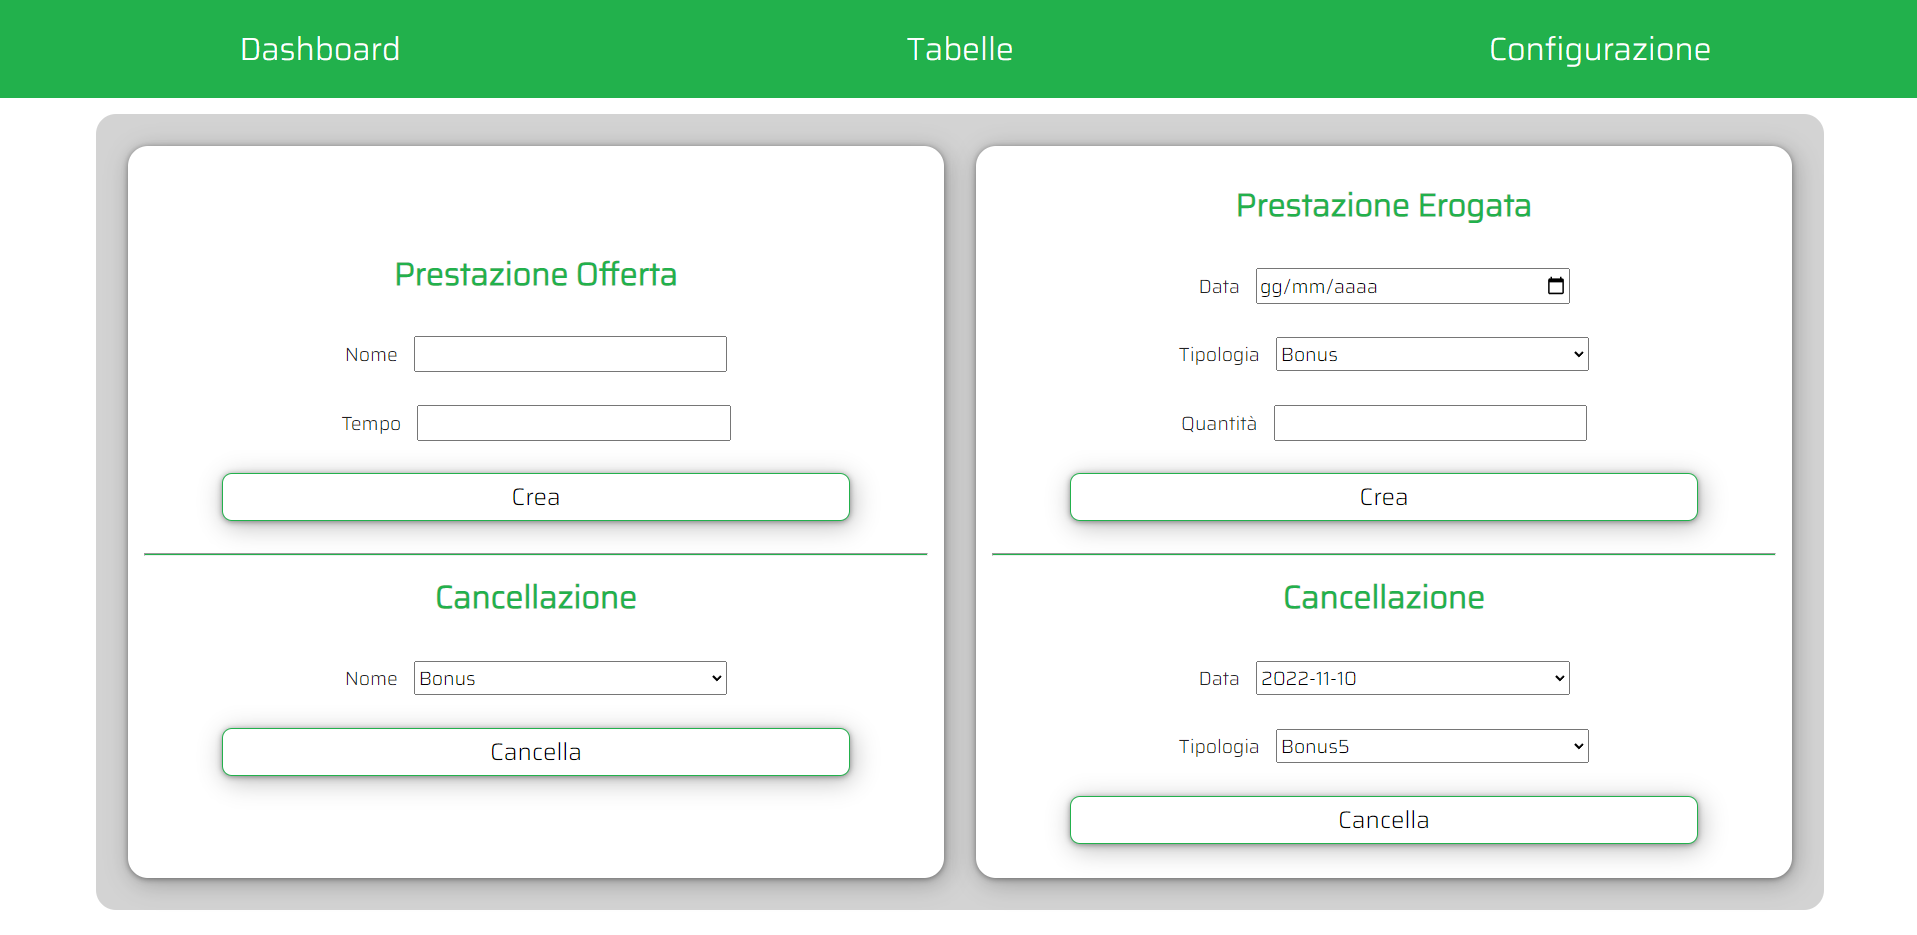 Dashboard Tabelle Configurazione
Prestazione Offerta
Nome
Tempo
Crea
Cancellazione
Nome Bonus
Cancella
Prestazione Erogata
Data gg/mm/aaaa
Tipologia Bonus
Quantità
Crea
Cancellazione
Data 2022-11-10
Tipologia Bonus5
Cancella